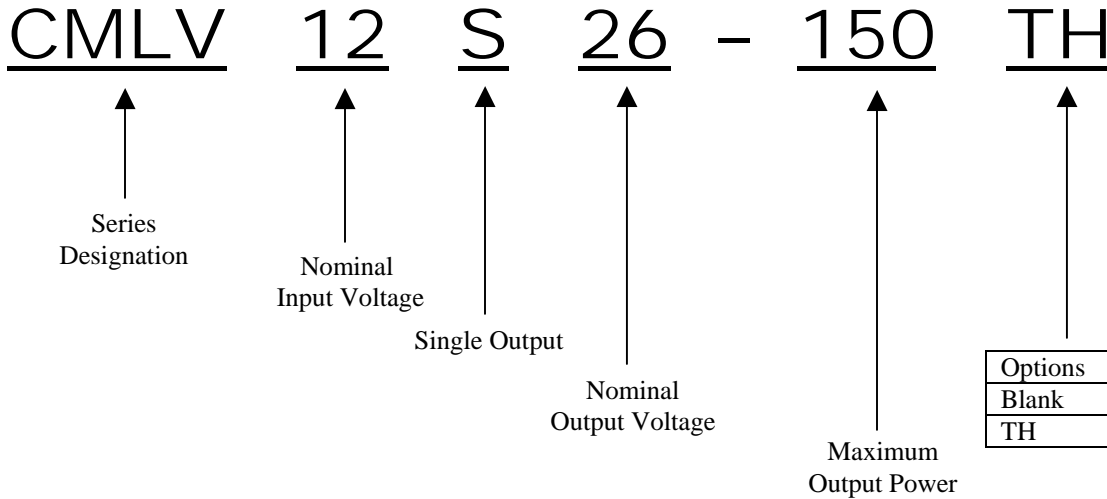 CMLV 12 S 26 – 150 TH
Series
Designation
Nominal
Input Voltage
Single Output
Nominal
Output Voltage
Maximum
Output Power
Options
Blank
TH